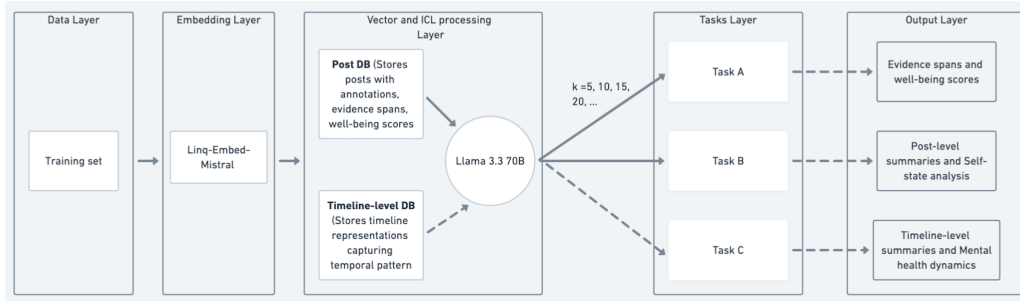 Data Layer
Training set
Embedding Layer
Linq-Embed-
Mistral
Vector and ICL processing
Layer
Post DB (Stores
posts with
annotations,
evidence spans,
well-being scores
Timeline-level DB
(Stores timeline
representations
capturing
temporal pattern
Llama 3.3 70B
k =5, 10, 15,
20, ...
Tasks Layer
Task A
Task B
Task C
Output Layer
Evidence spans and
well-being scores
Post-level
summaries and Self-
state analysis
Timeline-level
summaries and Mental
health dynamics